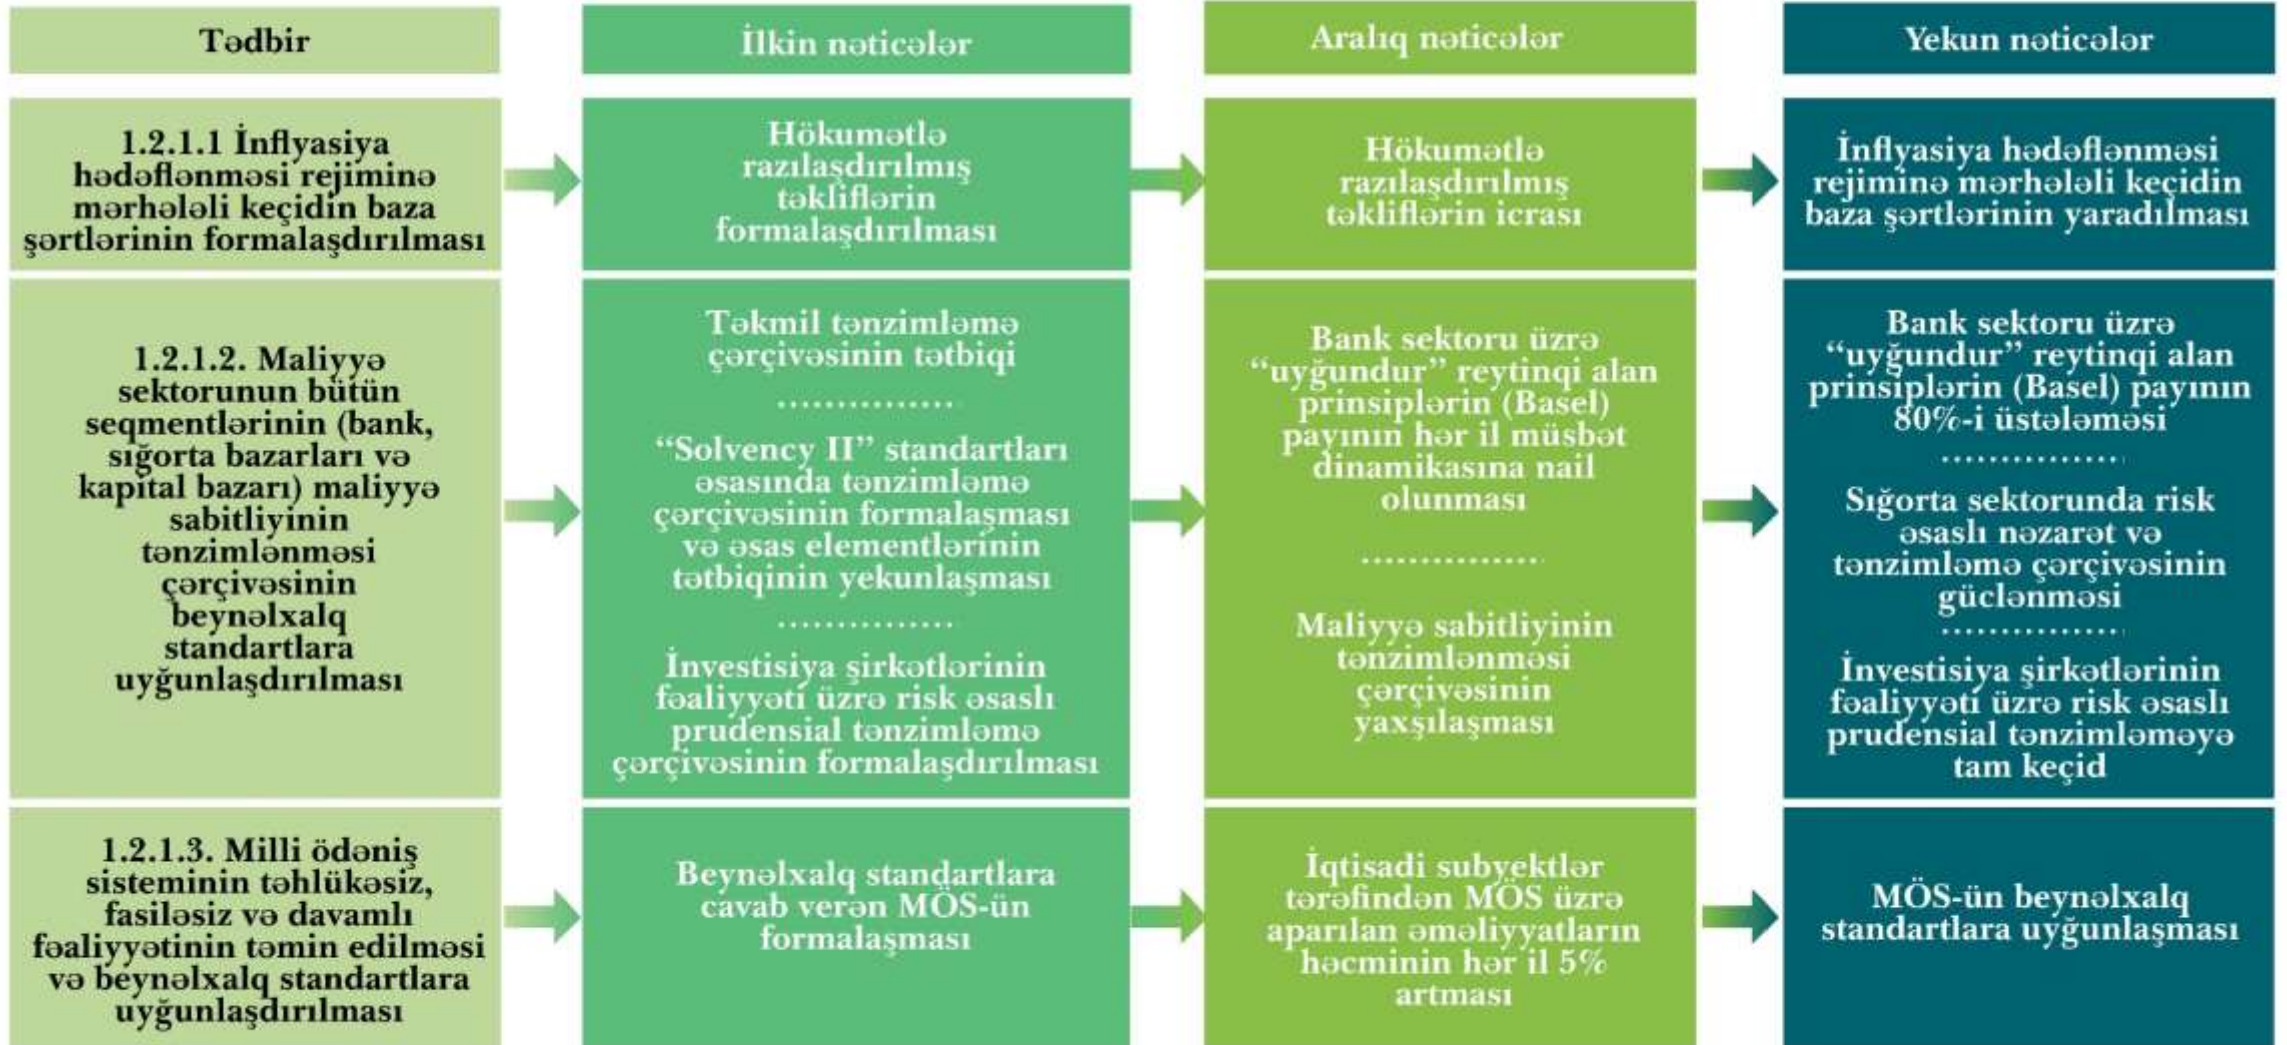 Tədbir
İlkin nəticələr
Aralıq nəticələr
Yekun nəticələr
1.2.1.1 İnflyasiya
hədəflənməsi rejiminə
mərhələli keçidin baza
şərtlərinin formalaşdırılması
Hökumətlə
razılaşdırılmış
təkliflərin
formalaşdırılması
Hökumətlə
razılaşdırılmış
təkliflərin icrası
İnflyasiya hədəflənməsi
rejiminə mərhələli keçidin
baza şərtlərinin yaradılması
1.2.1.2. Maliyyə
sektorunun bütün
seqmentlərinin (bank,
sığorta bazarları və
kapital bazarı) maliyyə
sabitliyinin
tənzimlənməsi
çərçivəsinin
beynəlxalq
standartlara
uyğunlaşdırılması
Təkmil tənzimləmə
çərçivəsinin tətbiqi
...............
“Solvency II” standartları
əsasında tənzimləmə
çərçivəsinin formalaşması
və əsas elementlərinin
tətbiqinin yekunlaşması
...............
İnvestisiya şirkətlərinin
fəaliyyəti üzrə risk əsaslı
prudensial tənzimləmə
çərçivəsinin formalaşdırılması
Bank sektoru üzrə
“uyğundur” reytinqi alan
prinsiplərin (Basel)
payının hər il müsbət
dinamikasına nail
olunması
...............
Maliyyə sabitliyinin
tənzimlənməsi
çərçivəsinin
yaxşılaşması
Bank sektoru üzrə
“uyğundur” reytinqi alan
prinsiplərin (Basel) payının
80%-i üstələməsi
...............
Sığorta sektorunda risk
əsaslı nəzarət və
tənzimləmə çərçivəsinin
güclənməsi
...............
İnvestisiya şirkətlərinin
fəaliyyəti üzrə risk əsaslı
prudensial tənzimləməyə
tam keçid
1.2.1.3. Milli ödəniş
sisteminin təhlükəsiz,
fasiləsiz və davamlı
fəaliyyətinin təmin edilməsi
və beynəlxalq standartlara
uyğunlaşdırılması
Beynəlxalq standartlara
cavab verən MÖS-ün
formalaşması
İqtisadi subyektlər
tərəfindən MÖS üzrə
aparılan əməliyyatların
həcminin hər il 5%
artması
MÖS-ün beynəlxalq
standartlara uyğunlaşması